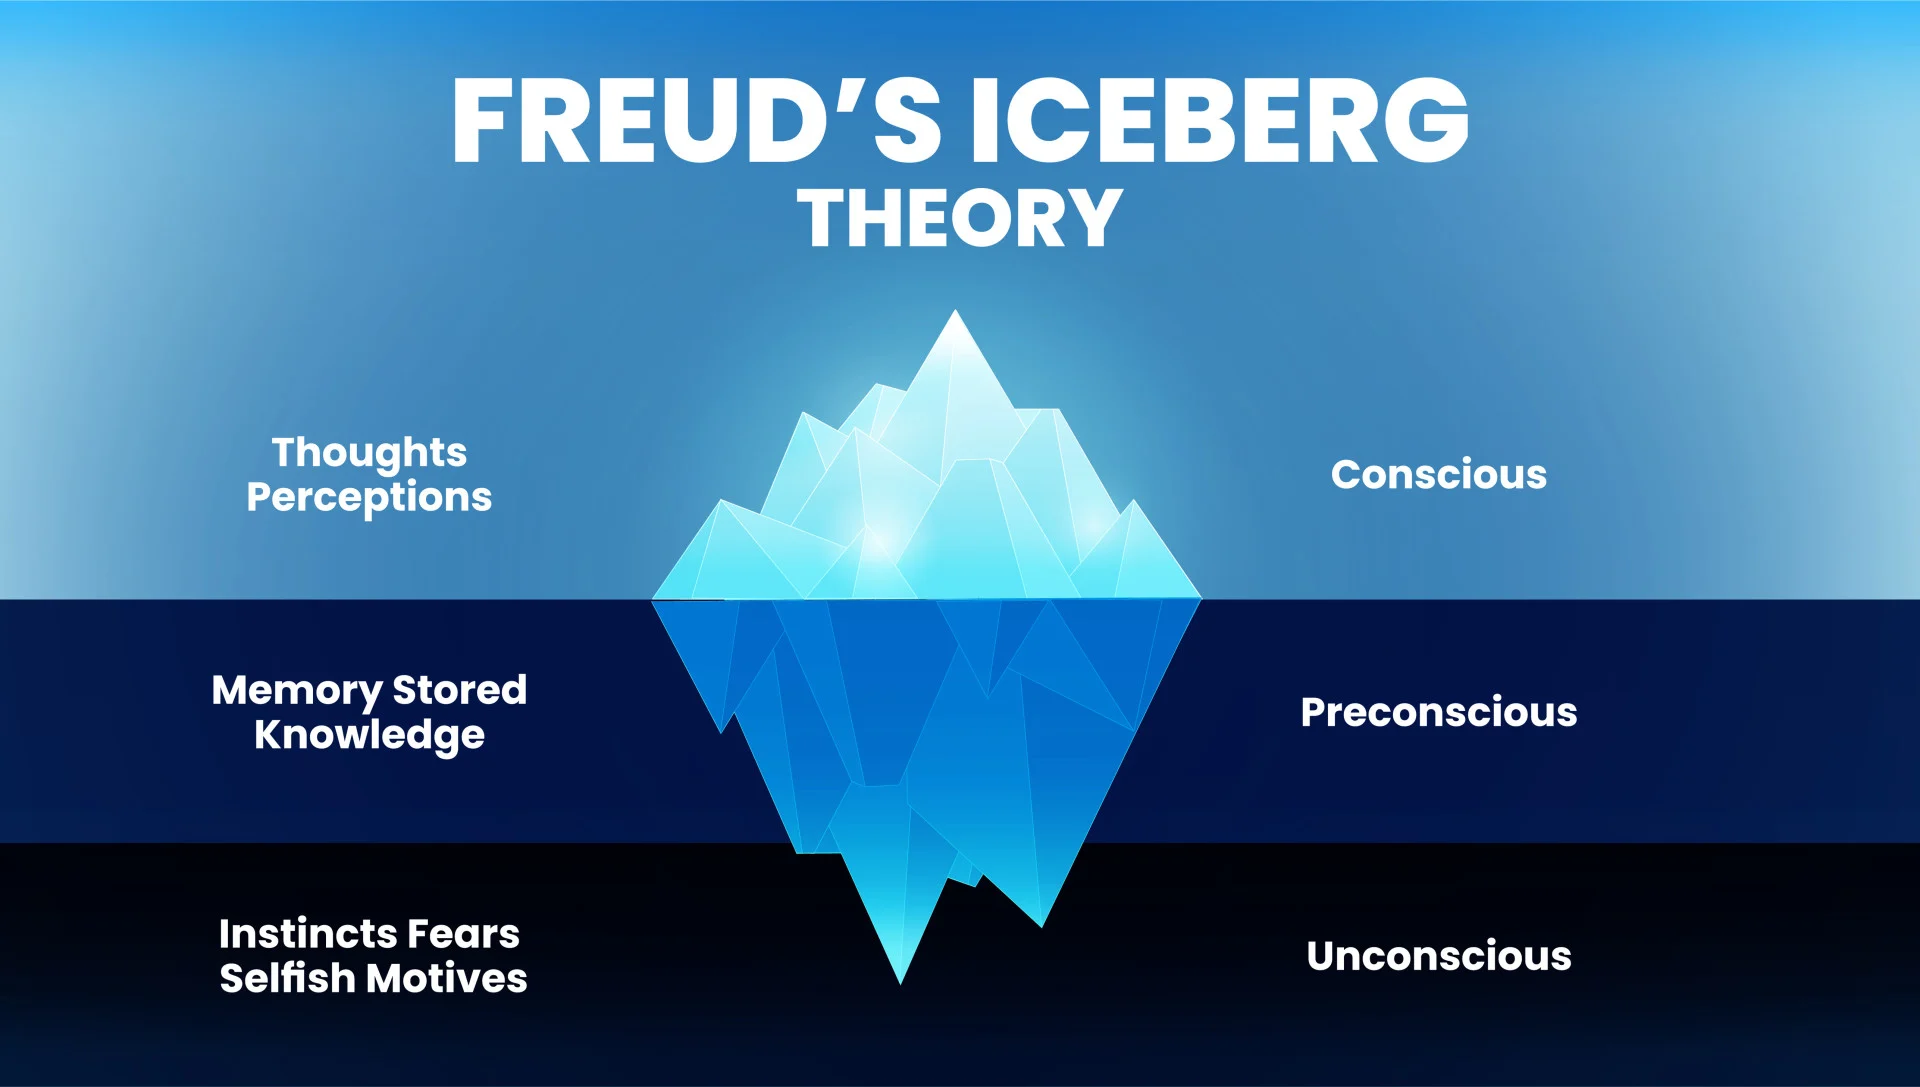 FREUD’S ICEBERG
THEORY
Thoughts
Perceptions
Conscious
Memory Stored
Knowledge
Preconscious
Instincts Fears
Selfish Motives
Unconscious